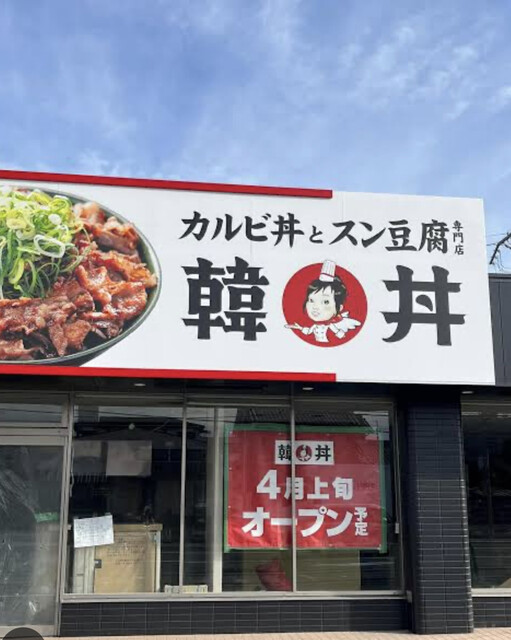 カルビ丼とスン豆腐専門店
韓丼
韓丼
4月上旬
オープン予定